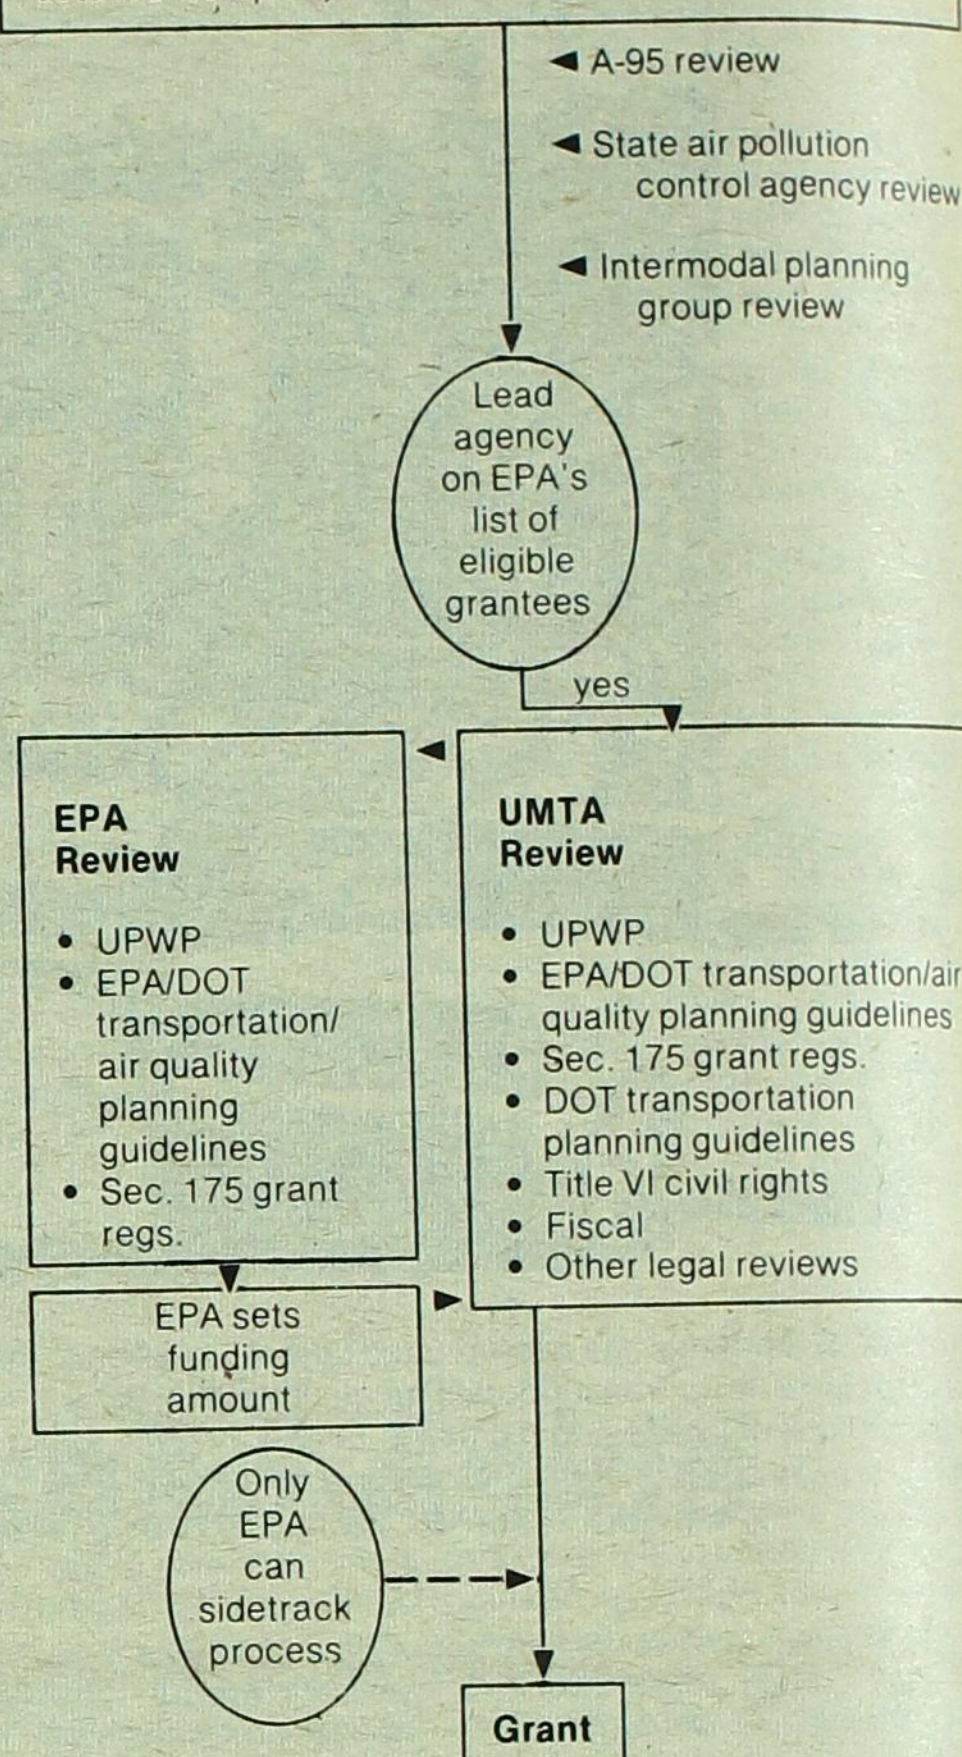 ◄ A-95 review
◄ State air pollution
control agency review
◄ Intermodal planning
group review
Lead
agency
on EPA's
list of
eligible
grantees
yes
EPA
Review
• UPWP
• EPA/DOT
transportation/
air quality
planning
guidelines
• Sec. 175 grant
regs.
UMTA
Review
• UPWP
• EPA/DOT transportation/air
quality planning guidelines
• Sec. 175 grant regs.
• DOT transportation
planning guidelines
• Title VI civil rights
• Fiscal
• Other legal reviews
EPA sets
funding
amount
Only
EPA
can
sidetrack
process
Grant